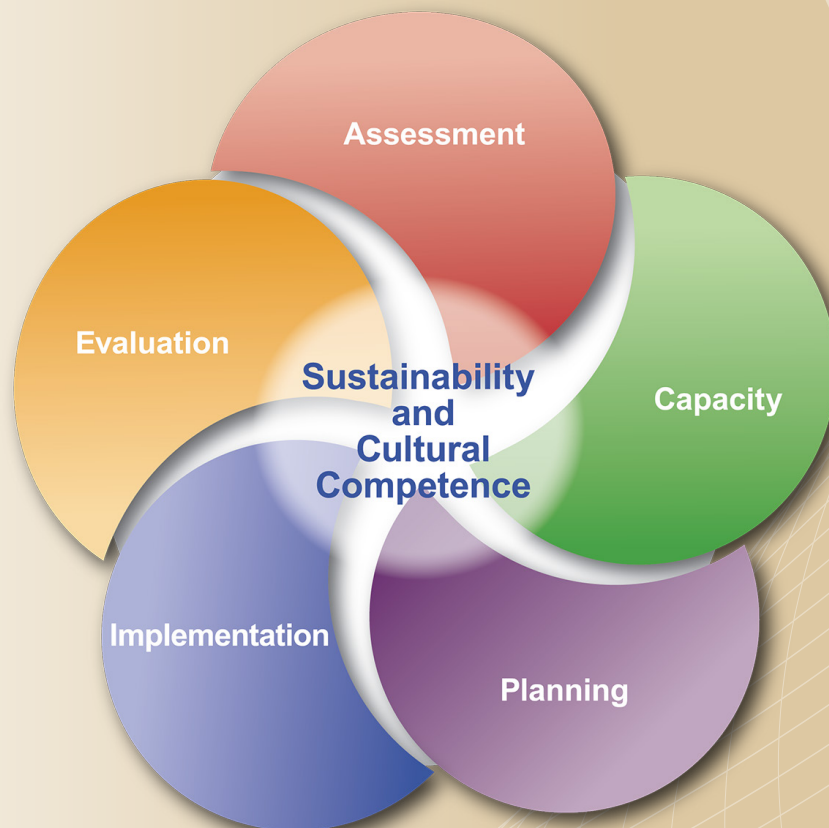 Assessment
Evaluation
Capacity
Sustainability
and
Cultural
Competence
Implementation
Planning